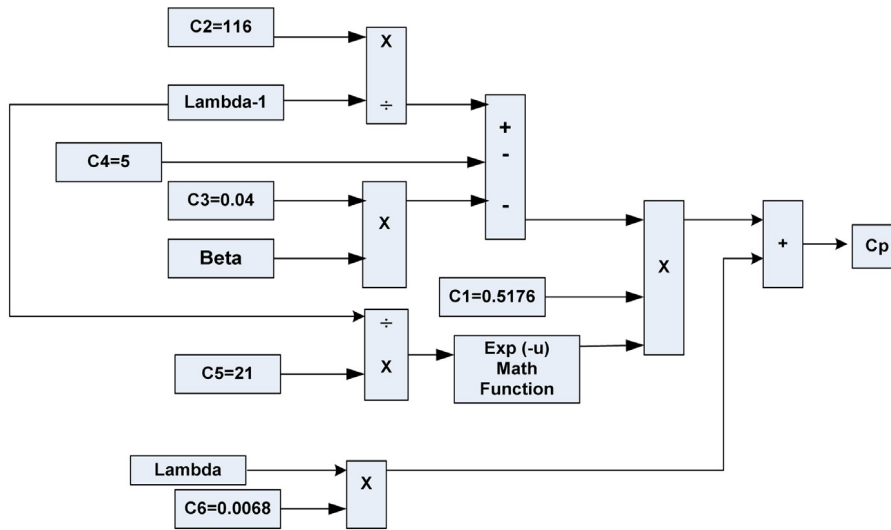 C2=116
X
Lambda-1
÷
+
C4=5
-
C3=0.04
-
X
Beta
X
+
Cp
C1=0.5176
÷
Exp (-u)
Math
Function
X
C5=21
Lambda
X
C6=0.0068